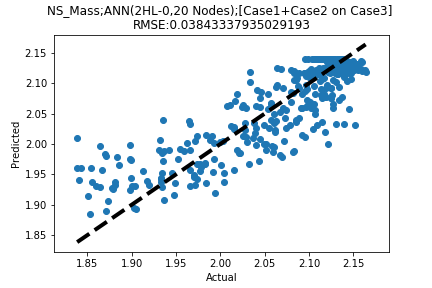 NS_Mass;ANN(2HL-0,20 Nodes);[Case1+Case2 on Case3]
RMSE:0.03843337935029193
2.15
2.10
2.05
2.00
1.95
1.90
1.85
Predicted
1.85 1.90 1.95 2.00 2.05 2.10 2.15
Actual